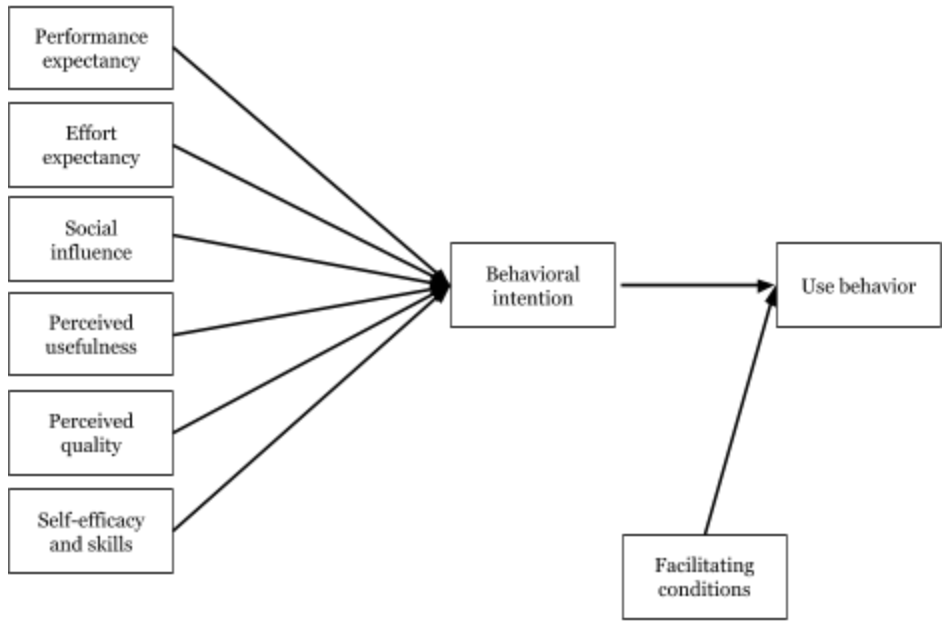 Performance
expectancy
Effort
expectancy
Social
influence
Perceived
usefulness
Perceived
quality
Self-efficacy
and skills
Behavioral
intention
Use behavior
Facilitating
conditions